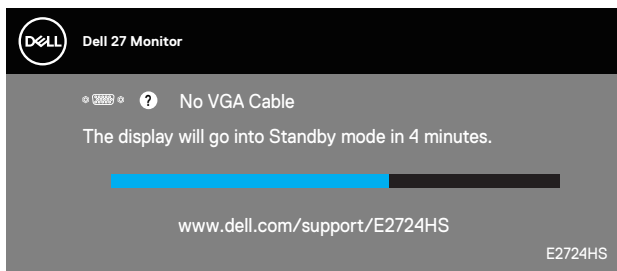 DELL
Dell 27 Monitor
? No VGA Cable
The display will go into Standby mode in 4 minutes.
www.dell.com/support/E2724HS
E2724HS